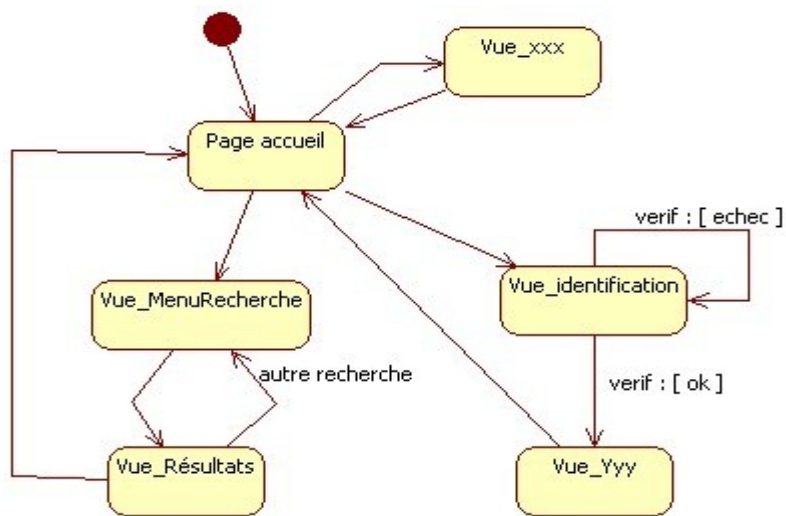 Vue_xxx
Page accueil
verif : [ echec ]
Vue_MenuRecherche
Vue_identification
autre recherche
verif : [ ok ]
Vue_Résultats
Vue_Yyy